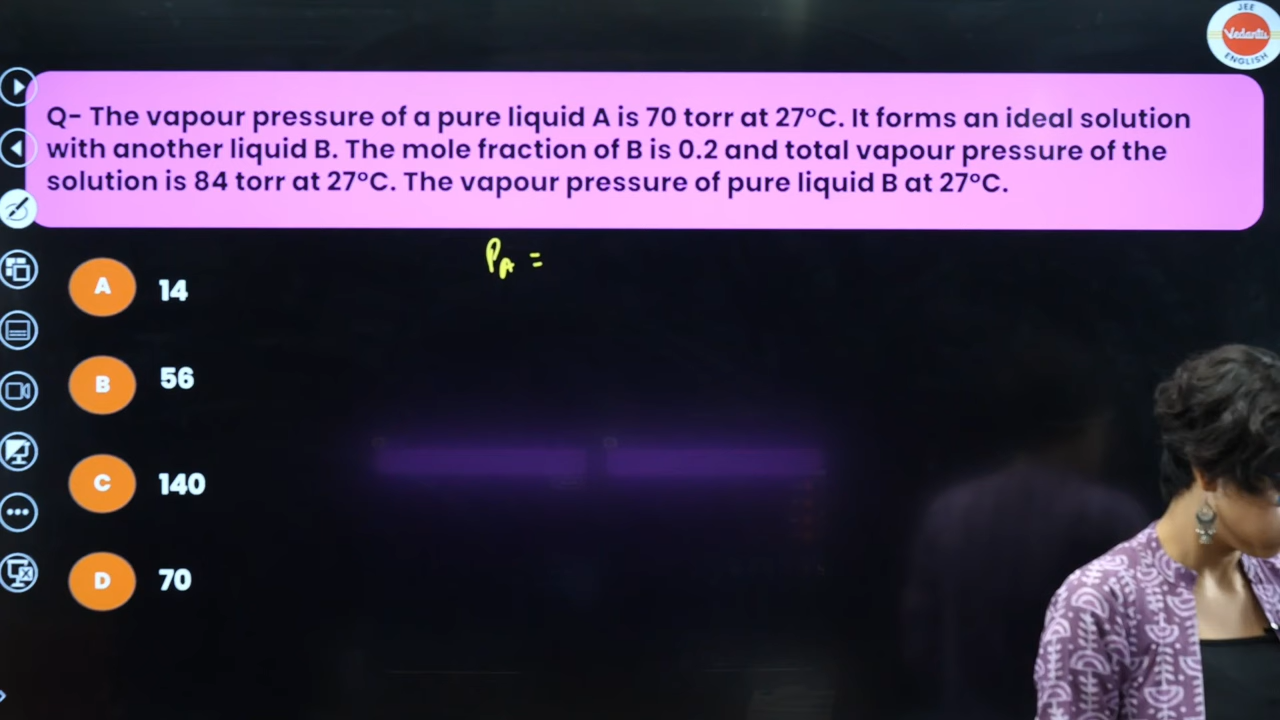 JEE
Vedantu
ENGLISH
Q- The vapour pressure of a pure liquid A is 70 torr at 27°C. It forms an ideal solution
with another liquid B. The mole fraction of B is 0.2 and total vapour pressure of the
solution is 84 torr at 27°C. The vapour pressure of pure liquid B at 27°C.
P_A =
A 14
B 56
C 140
D 70